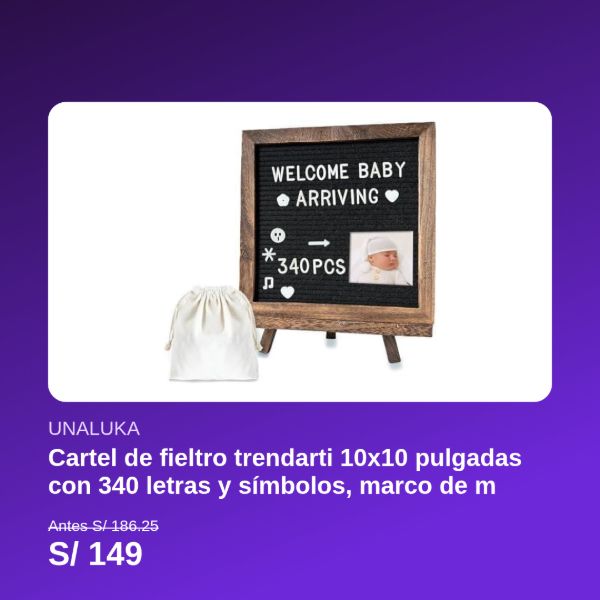 WELCOME BABY
ARRIVING
340PCS
UNALUKA
Cartel de fieltro trendarti 10x10 pulgadas
con 340 letras y símbolos, marco de m
Antes S/ 186.25
S/ 149